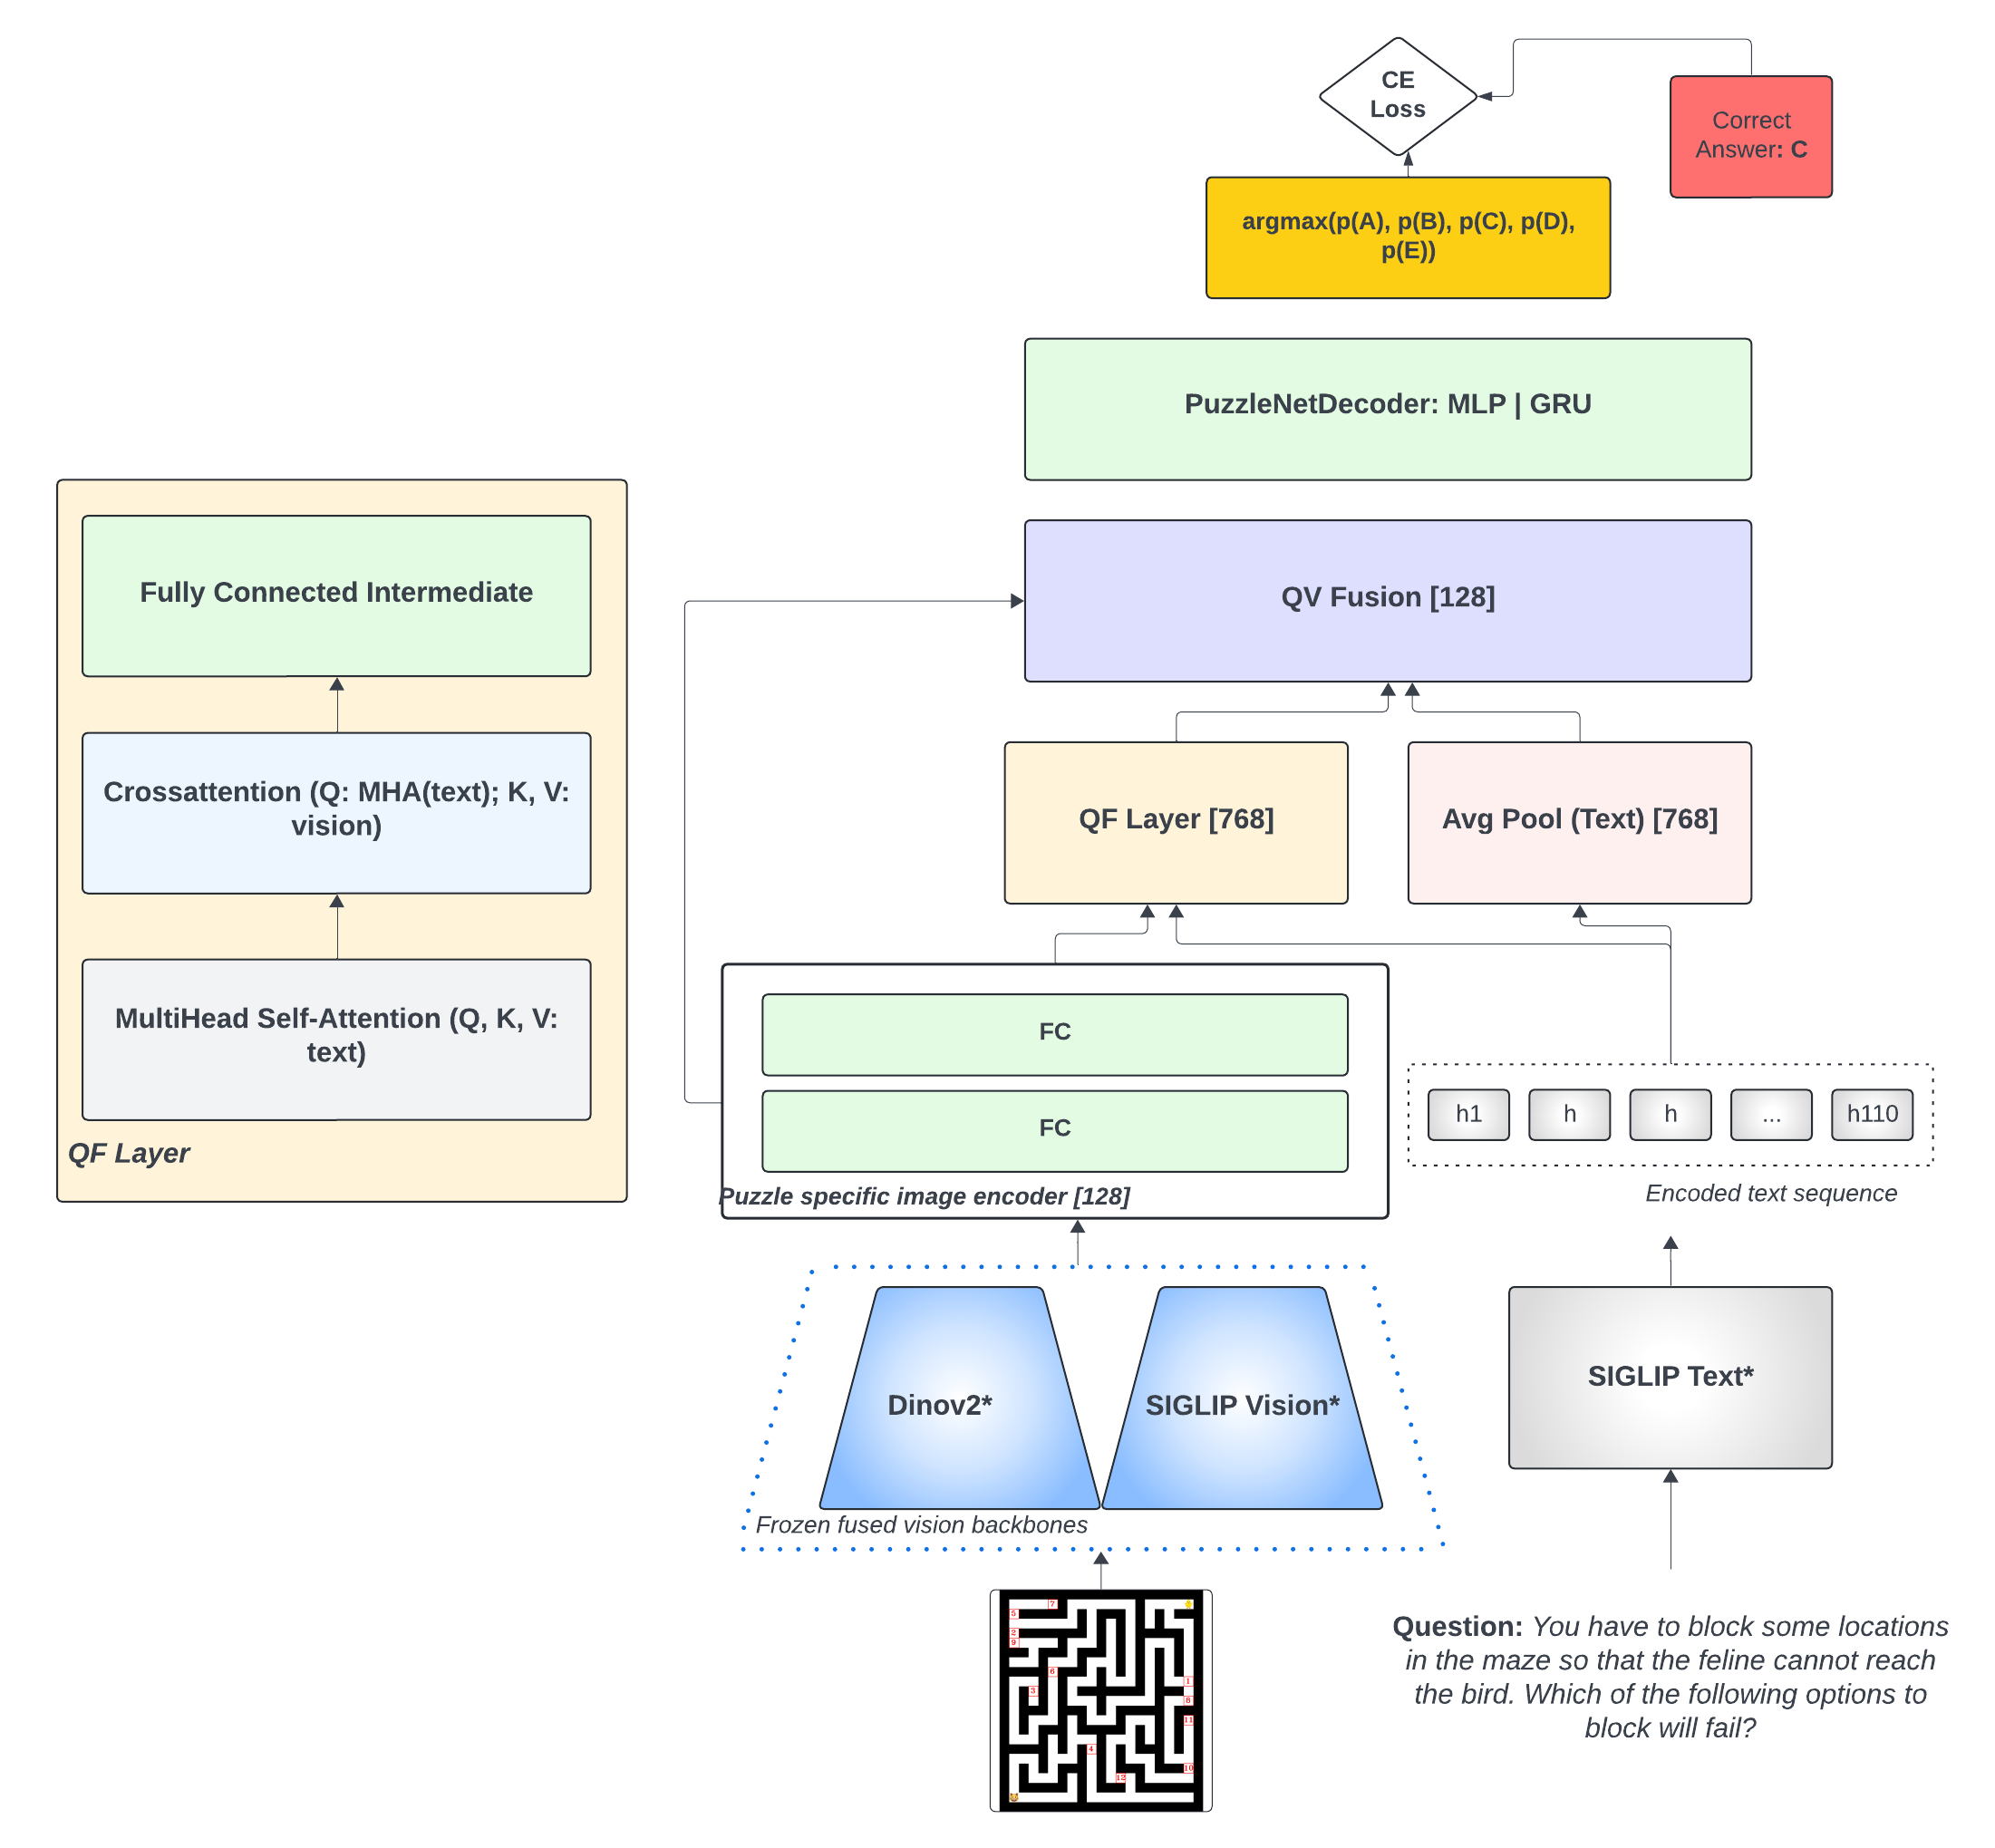 CE
Loss
Correct
Answer: C
argmax(p(A), p(B), p(C), p(D),
p(E))
PuzzleNetDecoder: MLP | GRU
Fully Connected Intermediate
QV Fusion [128]
Crossattention (Q: MHA(text); K, V:
vision)
QF Layer [768]
Avg Pool (Text) [768]
MultiHead Self-Attention (Q, K, V:
text)
QF Layer
FC
FC
Puzzle specific image encoder [128]
h1 h h ... h110
Encoded text sequence
Dinov2*
SIGLIP Vision*
Frozen fused vision backbones
SIGLIP Text*
7
5
2
9
6
1
3
8
11
4
10
12
Question: You have to block some locations
in the maze so that the feline cannot reach
the bird. Which of the following options to
block will fail?